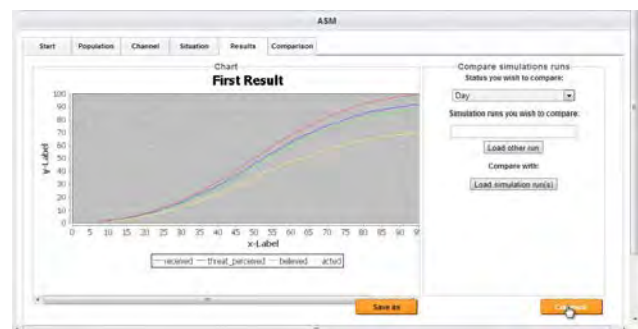 ASM
Start Population Channel Situation Results Comparison
Chart
First Result
100
90
80
70
60
50
40
30
20
10
0
y-Label
0 5 10 15 20 25 30 35 40 45 50 55 60 65 70 75 80 85 90
x-Label
received threat_perceived believed acted
Save as
Compare simulations runs
Status you wish to compare:
Day
Simulation runs you wish to compare:
Load other run
Compare with:
Load simulation run(s)